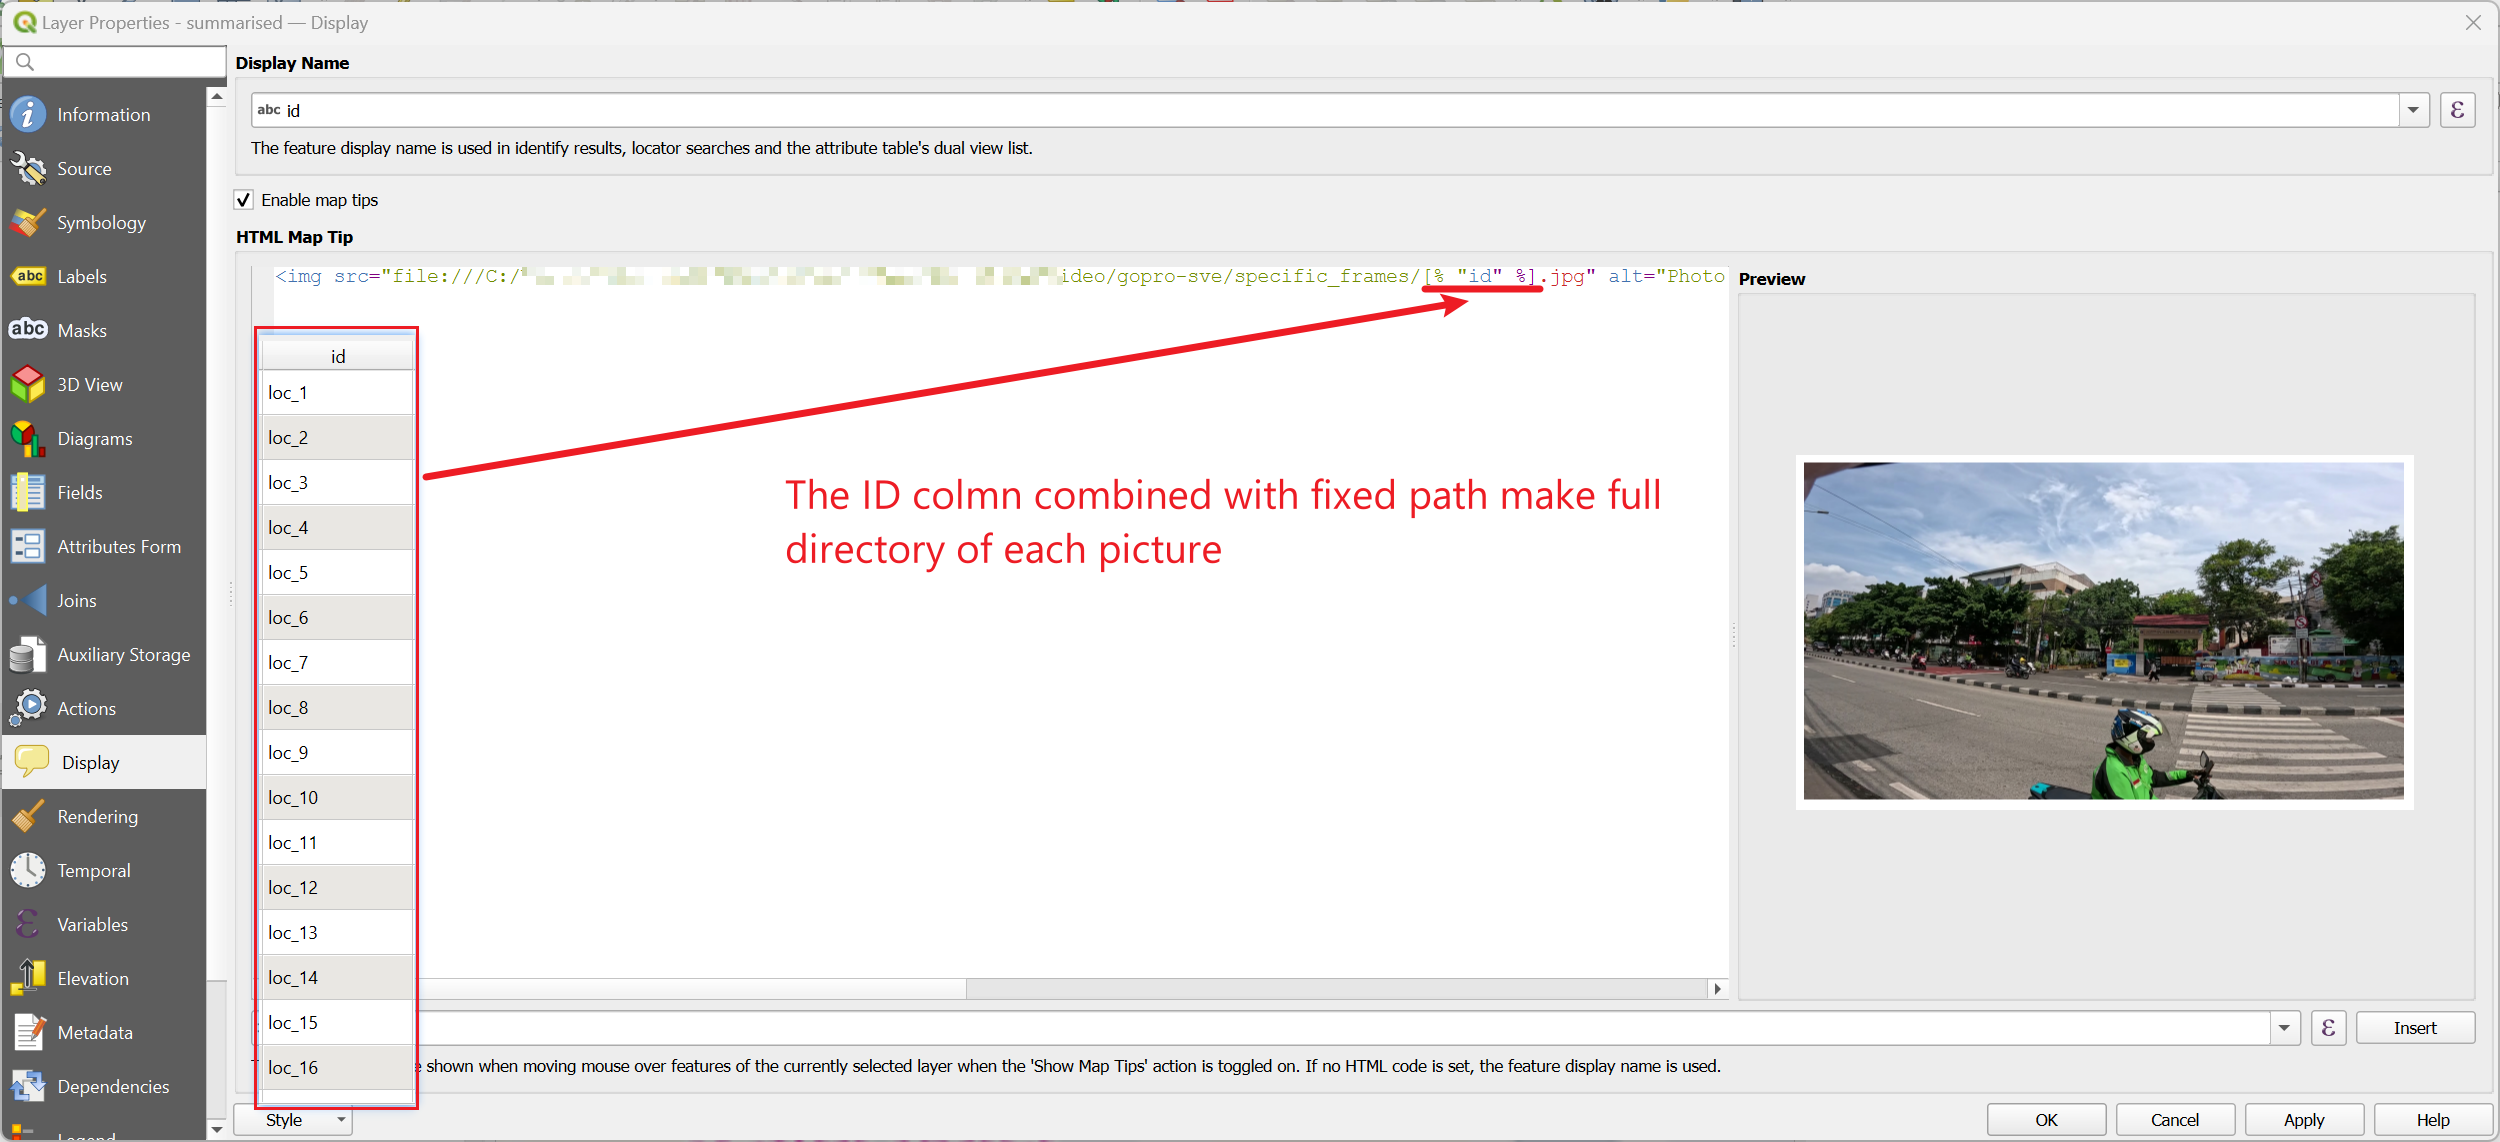 Layer Properties - summarised — Display
Display Name
abc id
ε
The feature display name is used in identify results, locator searches and the attribute table's dual view list.
Enable map tips
HTML Map Tip
<img src="file:///C:/ ideo/gopro-sve/specific_frames/[% "id" %].jpg" alt="Photo
Preview
Information
Source
Symbology
abc Labels
abc Masks
3D View
Diagrams
Fields
Attributes Form
Joins
Auxiliary Storage
Actions
Display
Rendering
Temporal
ε Variables
Elevation
Metadata
Dependencies
Legend
id
loc_1
loc_2
loc_3
loc_4
loc_5
loc_6
loc_7
loc_8
loc_9
loc_10
loc_11
loc_12
loc_13
loc_14
loc_15
loc_16
The ID colmn combined with fixed path make full
directory of each picture
ε
Insert
shown when moving mouse over features of the currently selected layer when the 'Show Map Tips' action is toggled on. If no HTML code is set, the feature display name is used.
Style
OK
Cancel
Apply
Help